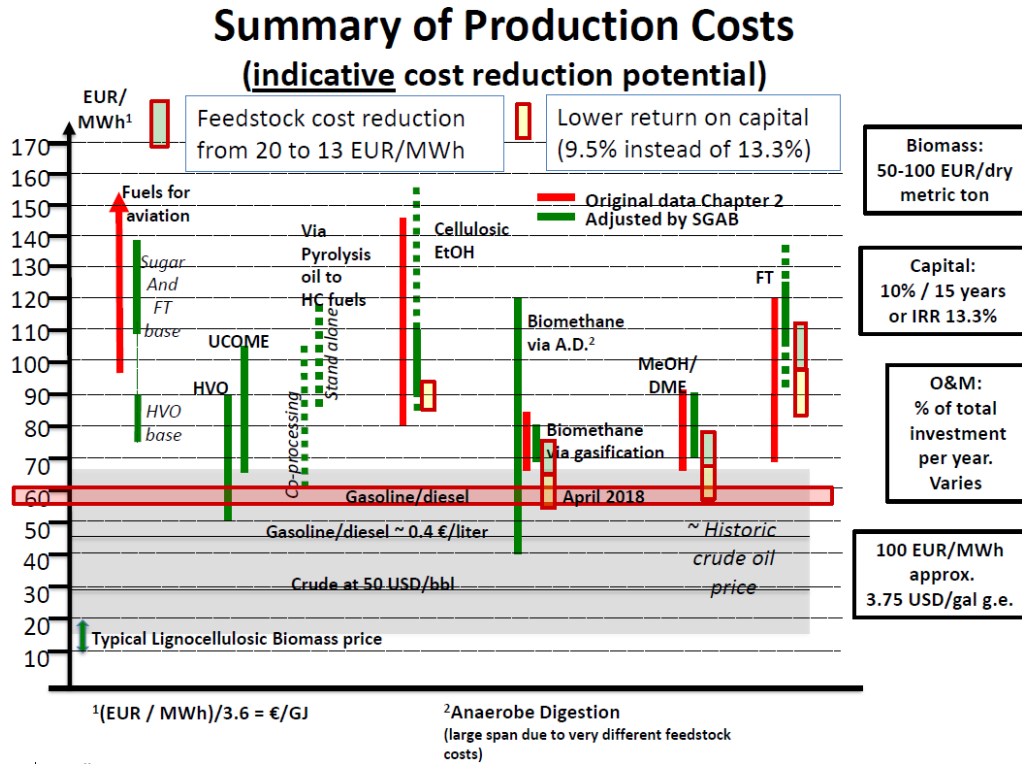 Summary of Production Costs
(indicative cost reduction potential)
EUR/
MWh1
Feedstock cost reduction
from 20 to 13 EUR/MWh
Lower return on capital
(9.5% instead of 13.3%)
170
160
150
140
130
120
110
100
90
80
70
60
50
40
30
20
10
Fuels for
aviation
Sugar
And
FT
base
HVO
base
HVO
UCOME
Via
Pyrolysis
oil to
HC fuels
Co-processing
Stand alone
Original data Chapter 2
Adjusted by SGAB
Cellulosic
EtOH
Biomethane
via A.D.2
Biomethane
via gasification
MeOH/
DME
FT
Gasoline/diesel April 2018
Gasoline/diesel ~ 0.4 €/liter
~ Historic
crude oil
price
Crude at 50 USD/bbl
Typical Lignocellulosic Biomass price
Biomass:
50-100 EUR/dry
metric ton
Capital:
10% / 15 years
or IRR 13.3%
O&M:
% of total
investment
per year.
Varies
100 EUR/MWh
approx.
3.75 USD/gal g.e.
1(EUR / MWh)/3.6 = €/GJ
2Anaerobe Digestion
(large span due to very different feedstock
costs)